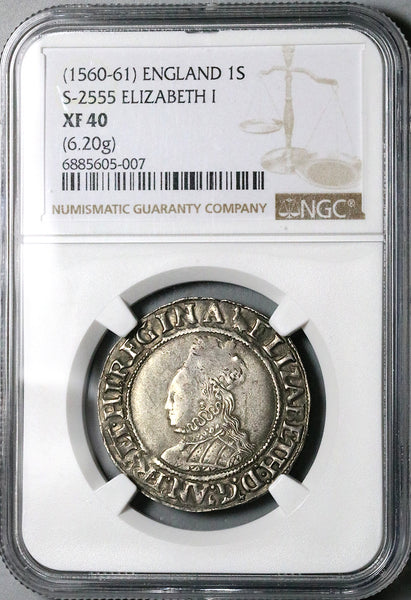 (1560-61) ENGLAND 1S
S-2555 ELIZABETH I
XF 40
(6.20g)
6885605-007
NUMISMATIC GUARANTY COMPANY NGC®
ELIZABETH·D:G:ANG:FR:ET·HI·REGINA